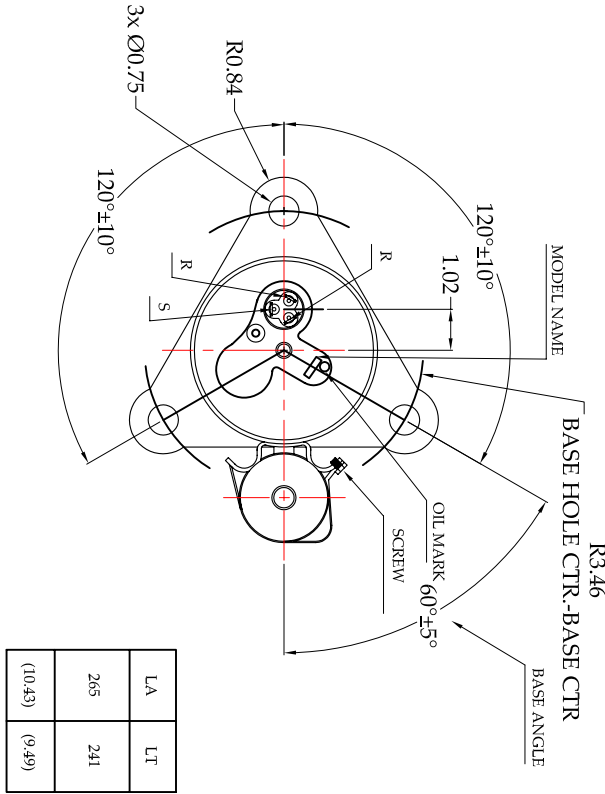 R3.46
BASE HOLE CTR.-BASE CTR
MODEL NAME
BASE ANGLE
120°±10°
1.02
60°±5°
OIL MARK
SCREW
R
R
S
R0.84
3x Ø0.75
120°±10°
LA LT
265 241
(10.43) (9.49)